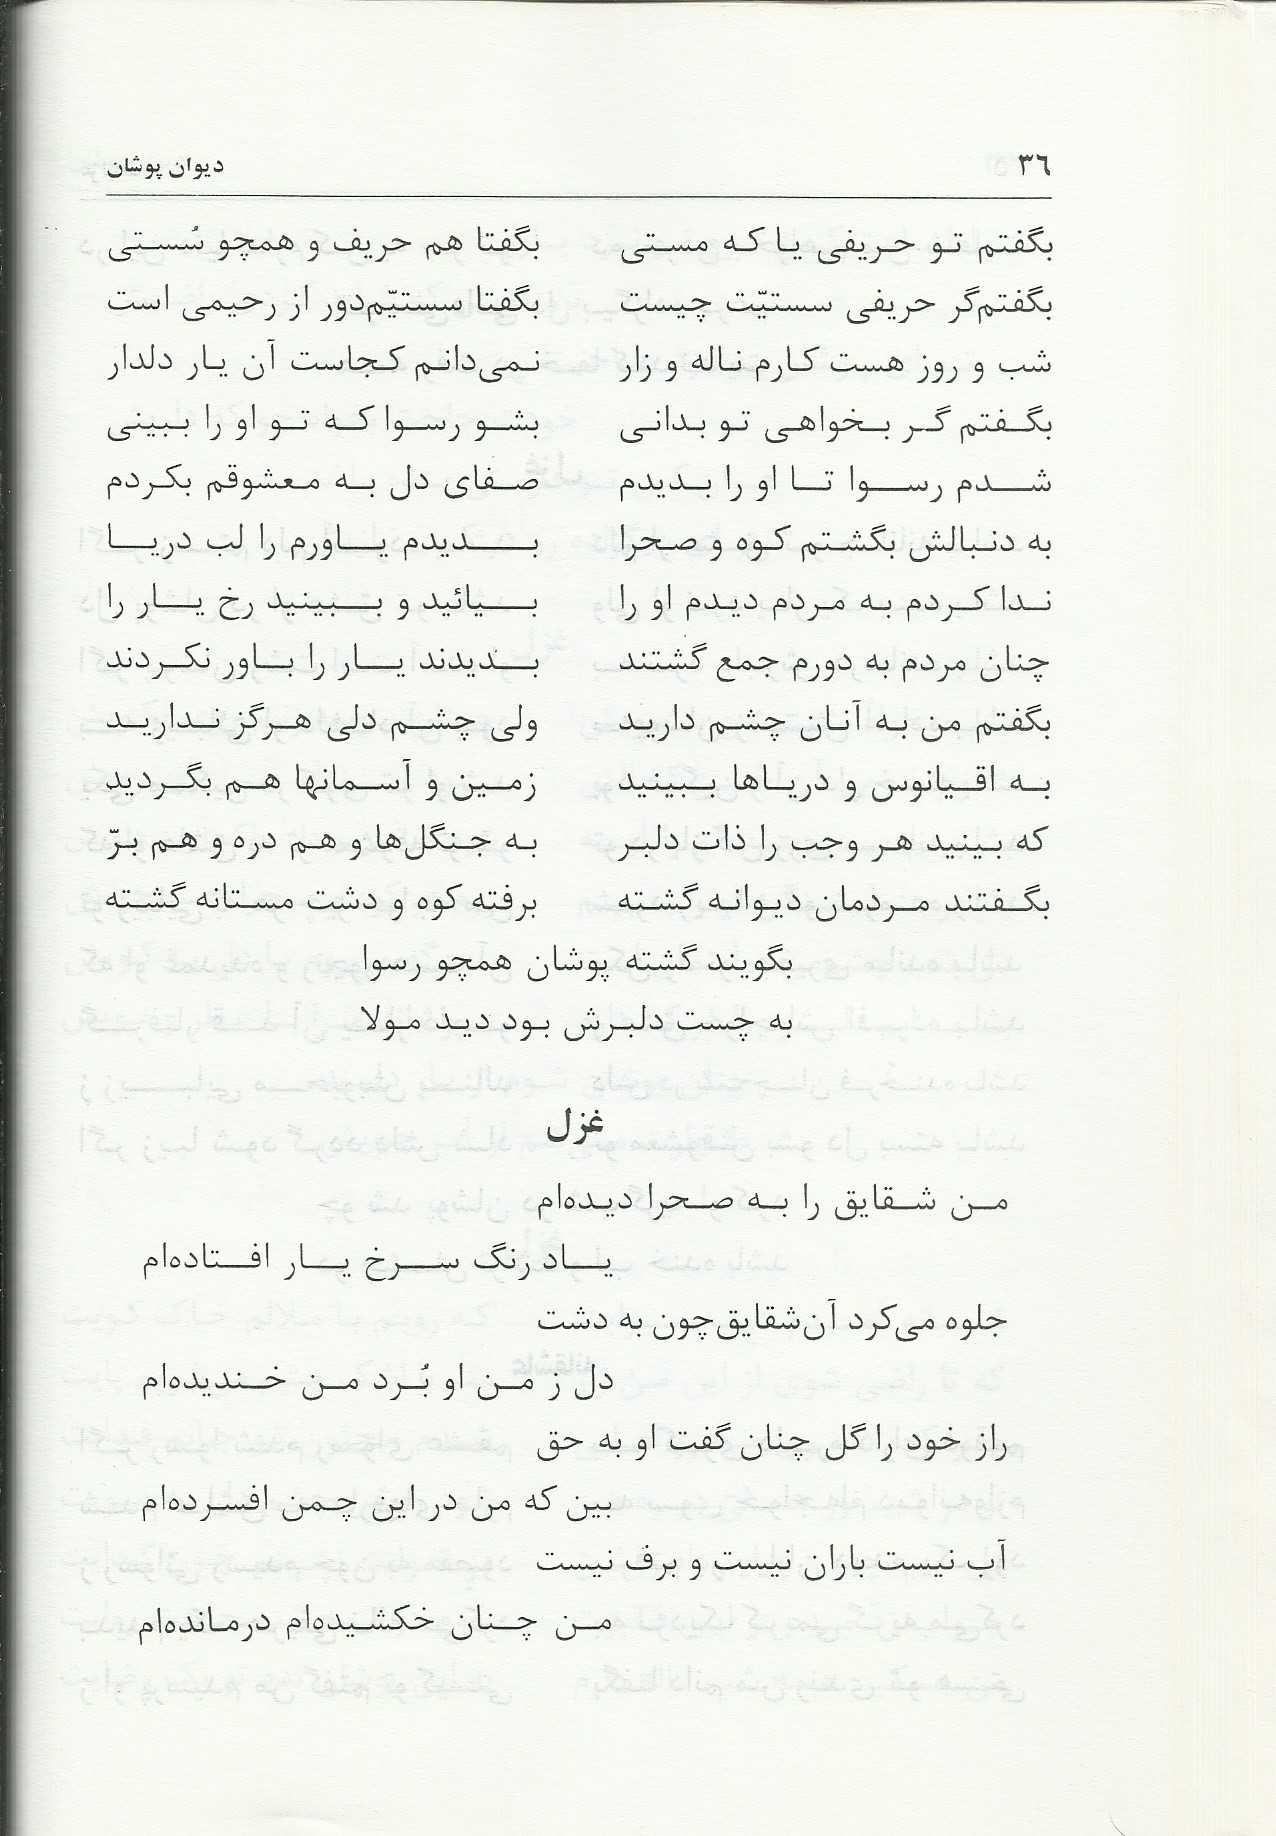 ۳۶ دیوان پوشان
بگفتم تو حریفی یا که مستی بگفتا هم حریف و همچو سُستی
بگفتم‌گر حریفی سستیّت چیست بگفتا سستیّم‌دور از رحیمی است
شب و روز هست کارم ناله و زار نمی‌دانم کجاست آن یار دلدار
بگفتم گر بخواهی تو بدانی بشو رسوا که تو او را ببینی
شدم رسوا تا او را بدیدم صفای دل به معشوقم بکردم
به دنبالش بگشتم کوه و صحرا بدیدم یاورم را لب دریا
ندا کردم به مردم دیدم او را بیائید و ببینید رخ یار را
چنان مردم به دورم جمع گشتند بدیدند یار را باور نکردند
بگفتم من به آنان چشم دارید ولی چشم دلی هرگز ندارید
به اقیانوس و دریاها ببینید زمین و آسمانها هم بگردید
که بینید هر وجب را ذات دلبر به جنگل‌ها و هم دره و هم برّ
بگفتند مردمان دیوانه گشته برفته کوه و دشت مستانه گشته
بگویند گشته پوشان همچو رسوا
به چست دلبرش بود دید مولا
غزل
من شقایق را به صحرا دیده‌ام
یاد رنگ سرخ یار افتاده‌ام
جلوه می‌کرد آن‌شقایق‌چون به دشت
دل ز من او بُرد من خندیده‌ام
راز خود را گل چنان گفت او به حق
بین که من در این چمن افسرده‌ام
آب نیست باران نیست و برف نیست
من چنان خکشیده‌ام درمانده‌ام